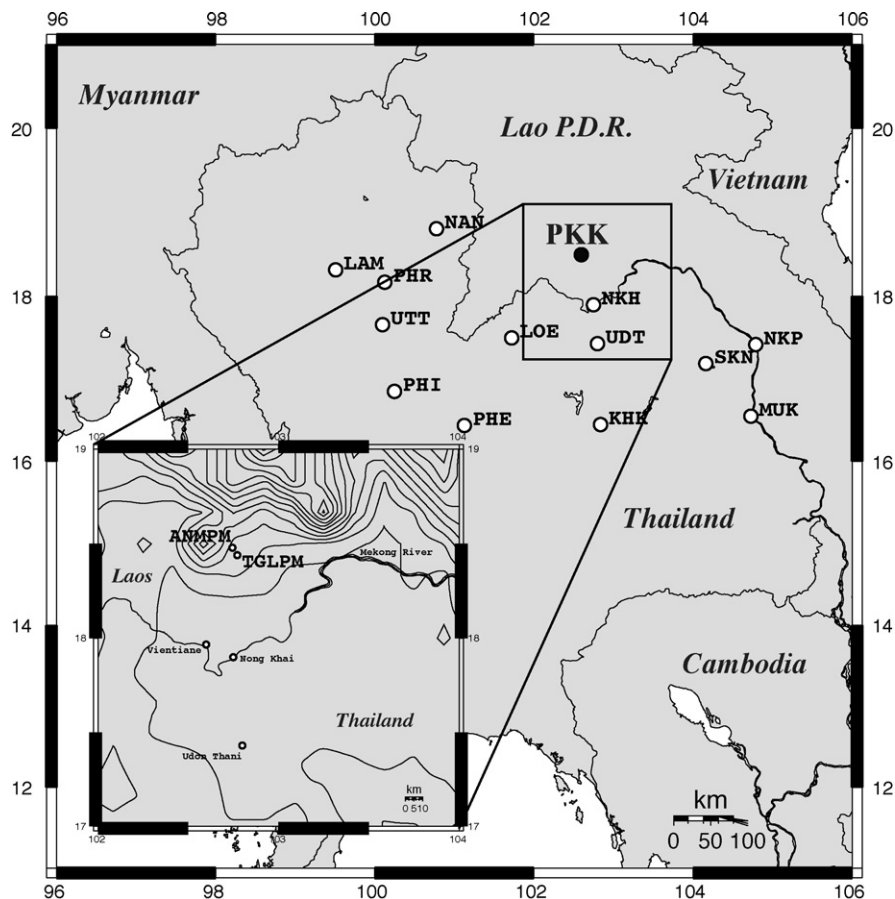 96 98 100 102 104 106
Myanmar
20 20
Lao P.D.R.
Vietnam
NAN
PKK
LAM
PHR
18 18
NKH
UTT
LOE
UDT
NKP
SKN
PHI
MUK
PHE
KHK
16 16
102 103 104
19 19
Thailand
ANMPM
TGLPM
Mekong River
Laos
14 14
18 18
Vientiane
Nong Khai
Cambodia
Thailand
Udon Thani
12 12
km
0 510
km
0 50 100
17 17
102 103 104
96 98 100 102 104 106